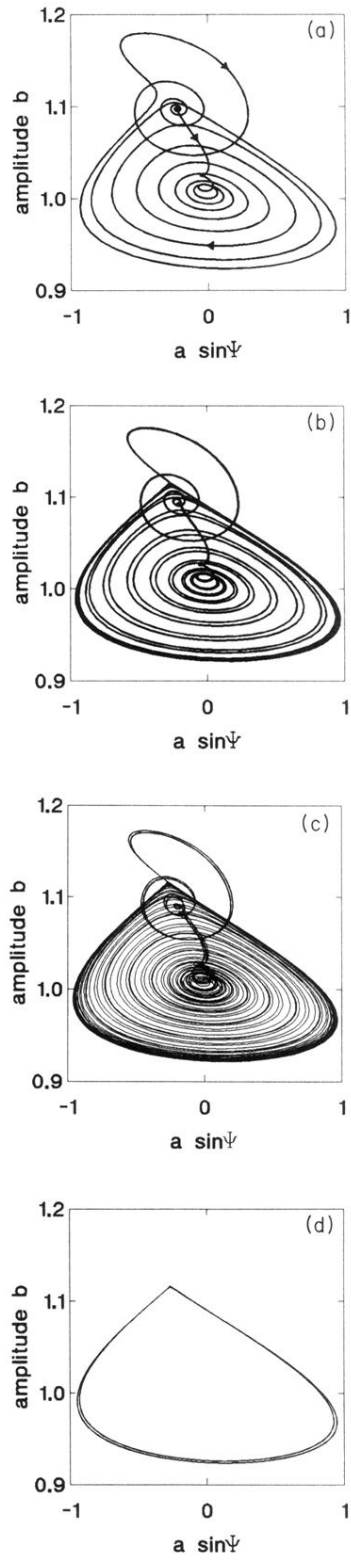 (a)
1.2
1.1
1.0
0.9
amplitude b
-1 0 1
a sinΨ
(b)
1.2
1.1
1.0
0.9
amplitude b
-1 0 1
a sinΨ
(c)
1.2
1.1
1.0
0.9
amplitude b
-1 0 1
a sinΨ
(d)
1.2
1.1
1.0
0.9
amplitude b
-1 0 1
a sinΨ